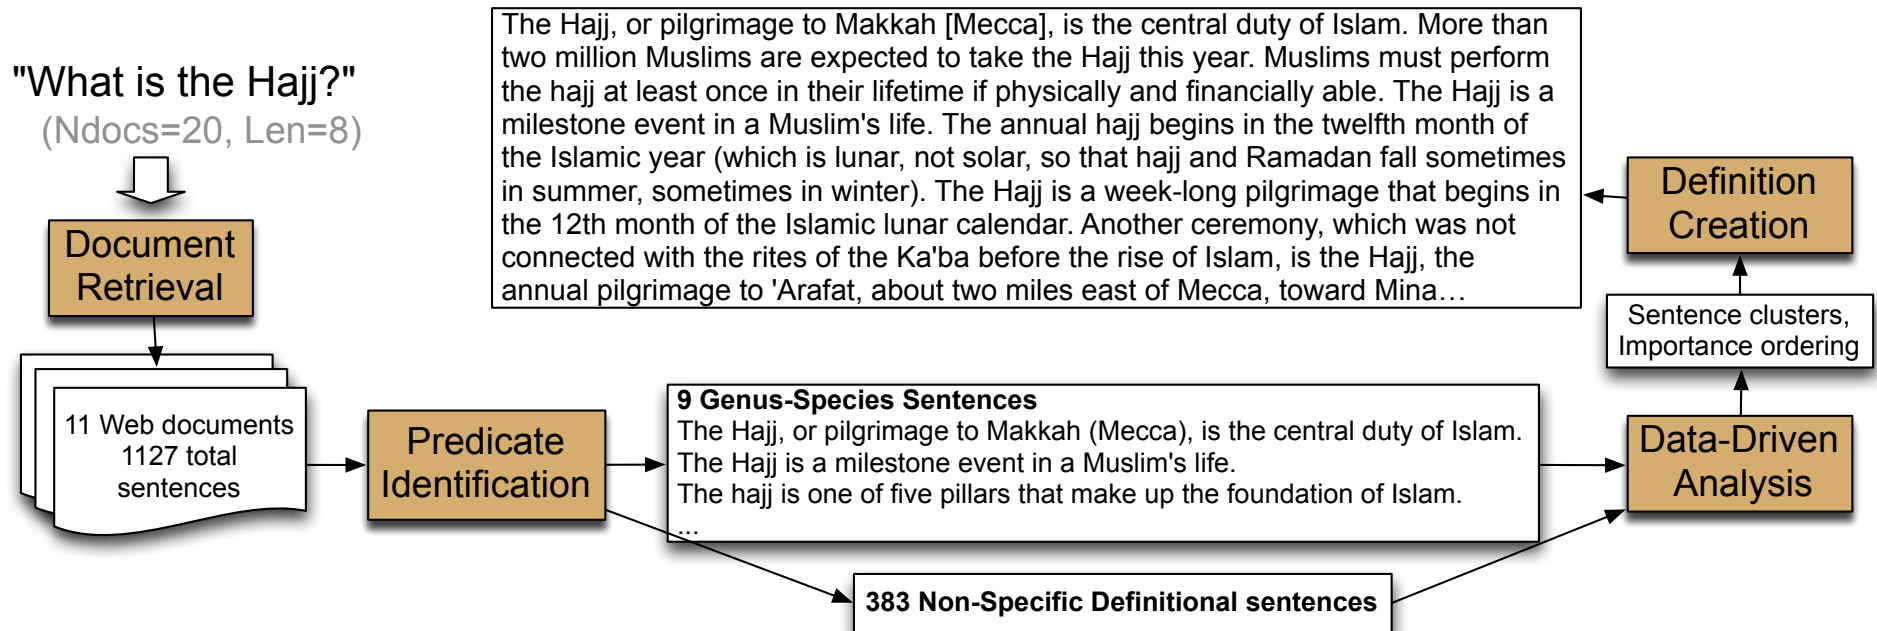 "What is the Hajj?"
(Ndocs=20, Len=8)
Document
Retrieval
11 Web documents
1127 total
sentences
Predicate
Identification
9 Genus-Species Sentences
The Hajj, or pilgrimage to Makkah (Mecca), is the central duty of Islam.
The Hajj is a milestone event in a Muslim's life.
The hajj is one of five pillars that make up the foundation of Islam.
...
383 Non-Specific Definitional sentences
Data-Driven
Analysis
Sentence clusters,
Importance ordering
Definition
Creation
The Hajj, or pilgrimage to Makkah [Mecca], is the central duty of Islam. More than
two million Muslims are expected to take the Hajj this year. Muslims must perform
the hajj at least once in their lifetime if physically and financially able. The Hajj is a
milestone event in a Muslim's life. The annual hajj begins in the twelfth month of
the Islamic year (which is lunar, not solar, so that hajj and Ramadan fall sometimes
in summer, sometimes in winter). The Hajj is a week-long pilgrimage that begins in
the 12th month of the Islamic lunar calendar. Another ceremony, which was not
connected with the rites of the Ka'ba before the rise of Islam, is the Hajj, the
annual pilgrimage to 'Arafat, about two miles east of Mecca, toward Mina…